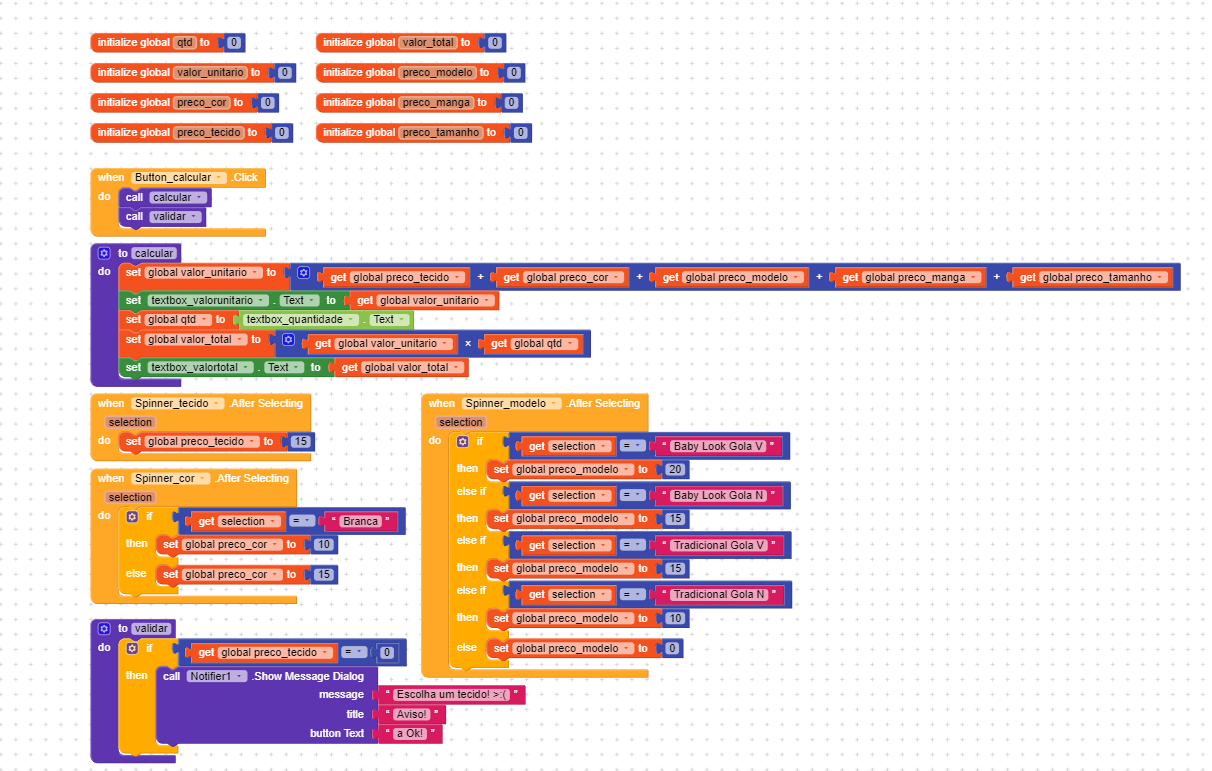 initialize global qtd to 0
initialize global valor_total to 0
initialize global valor_unitario to 0
initialize global preco_modelo to 0
initialize global preco_cor to 0
initialize global preco_manga to 0
initialize global preco_tecido to 0
initialize global preco_tamanho to 0
when Button_calcular .Click
do call calcular
call validar
to calcular
do set global valor_unitario to get global preco_tecido + get global preco_cor + get global preco_modelo + get global preco_manga + get global preco_tamanho
set textbox_valorunitario . Text to get global valor_unitario
set global qtd to textbox_quantidade . Text
set global valor_total to get global valor_unitario × get global qtd
set textbox_valortotal . Text to get global valor_total
when Spinner_tecido .After Selecting
selection
do set global preco_tecido to 15
when Spinner_cor .After Selecting
selection
do if get selection = “ Branca ”
then set global preco_cor to 10
else set global preco_cor to 15
to validar
do if get global preco_tecido = 0
then call Notifier1 .Show Message Dialog
message “ Escolha um tecido! >:( ”
title “ Aviso! ”
button Text “ a Ok! ”
when Spinner_modelo .After Selecting
selection
do if get selection = “ Baby Look Gola V ”
then set global preco_modelo to 20
else if get selection = “ Baby Look Gola N ”
then set global preco_modelo to 15
else if get selection = “ Tradicional Gola V ”
then set global preco_modelo to 15
else if get selection = “ Tradicional Gola N ”
then set global preco_modelo to 10
else set global preco_modelo to 0